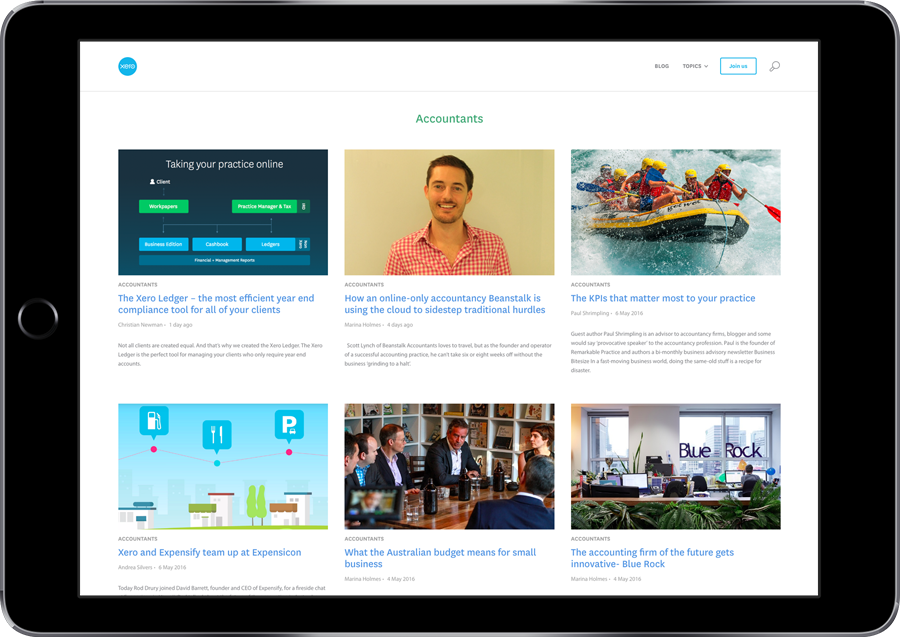 xero
BLOG
TOPICS
Join us
Accountants
Taking your practice online
Client
Workpapers
Practice Manager & Tax
Business Edition
Cashbook
Ledgers
Financial + Management Reports
ACCOUNTANTS
The Xero Ledger – the most efficient year end
compliance tool for all of your clients
Christian Newman • 1 day ago
Not all clients are created equal. And that's why we created the Xero Ledger. The Xero
Ledger is the perfect tool for managing your clients who only require year end
accounts.
ACCOUNTANTS
How an online-only accountancy Beanstalk is
using the cloud to sidestep traditional hurdles
Marina Holmes • 4 days ago
Scott Lynch of Beanstalk Accountants loves to travel, but as the founder and operator
of a successful accounting practice, he can't take six or eight weeks off without the
business 'grinding to a halt'.
ACCOUNTANTS
The KPIs that matter most to your practice
Paul Shrimpling • 6 May 2016
Guest author Paul Shrimpling is an advisor to accountancy firms, blogger and some
would say 'provocative speaker' to the accountancy profession. Paul is the founder of
Remarkable Practice and authors a bi-monthly business advisory newsletter Business
Bitesize In a fast-moving business world, doing the same-old stuff is a recipe for
disaster.
P
ACCOUNTANTS
Xero and Expensify team up at Expensicon
Andrea Silvers • 6 May 2016
Today Rod Drury joined David Barrett, founder and CEO of Expensify, for a fireside chat
ACCOUNTANTS
What the Australian budget means for small
business
Marina Holmes • 4 May 2016
Blue Rock
ACCOUNTANTS
The accounting firm of the future gets
innovative- Blue Rock
Marina Holmes • 4 May 2016